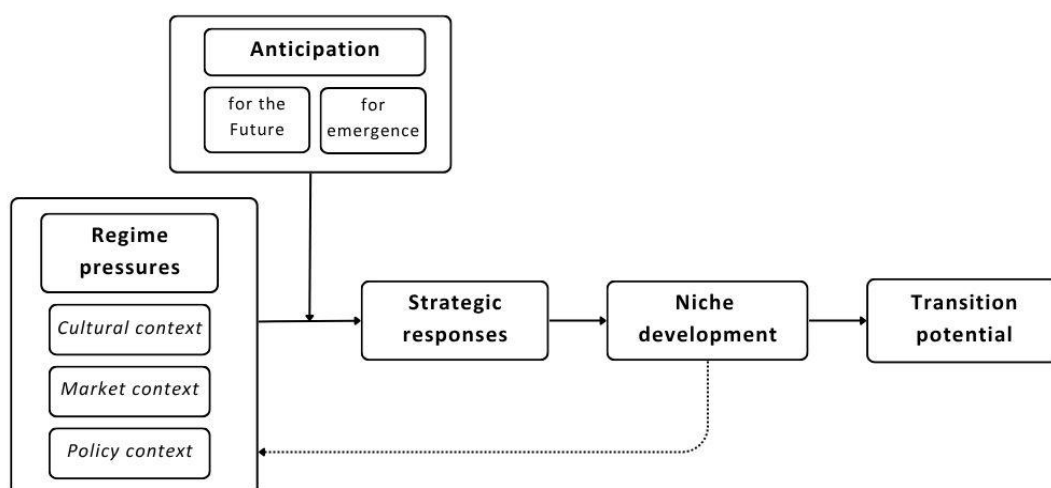 Anticipation
for the
Future
for
emergence
Regime
pressures
Cultural context
Market context
Policy context
Strategic
responses
Niche
development
Transition
potential